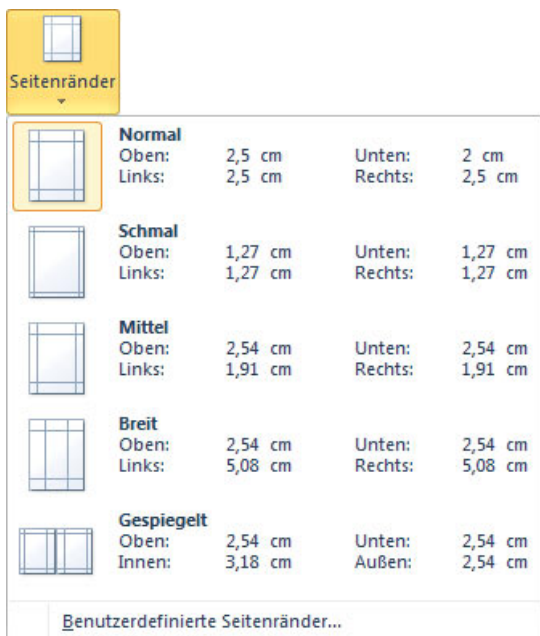 Seitenränder
Normal
Oben: 2,5 cm Unten: 2 cm
Links: 2,5 cm Rechts: 2,5 cm
Schmal
Oben: 1,27 cm Unten: 1,27 cm
Links: 1,27 cm Rechts: 1,27 cm
Mittel
Oben: 2,54 cm Unten: 2,54 cm
Links: 1,91 cm Rechts: 1,91 cm
Breit
Oben: 2,54 cm Unten: 2,54 cm
Links: 5,08 cm Rechts: 5,08 cm
Gespiegelt
Oben: 2,54 cm Unten: 2,54 cm
Innen: 3,18 cm Außen: 2,54 cm
Benutzerdefinierte Seitenränder...